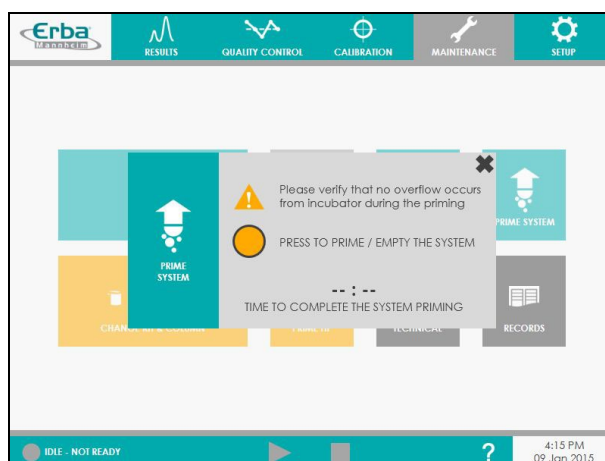 Erba
Mannheim
RESULTS
QUALITY CONTROL
CALIBRATION
MAINTENANCE
SETUP
Please verify that no overflow occurs
from incubator during the priming
PRESS TO PRIME / EMPTY THE SYSTEM
-- : --
TIME TO COMPLETE THE SYSTEM PRIMING
PRIME
SYSTEM
PRIME SYSTEM
RECORDS
IDLE - NOT READY
?
4:15 PM
09 Jan 2015